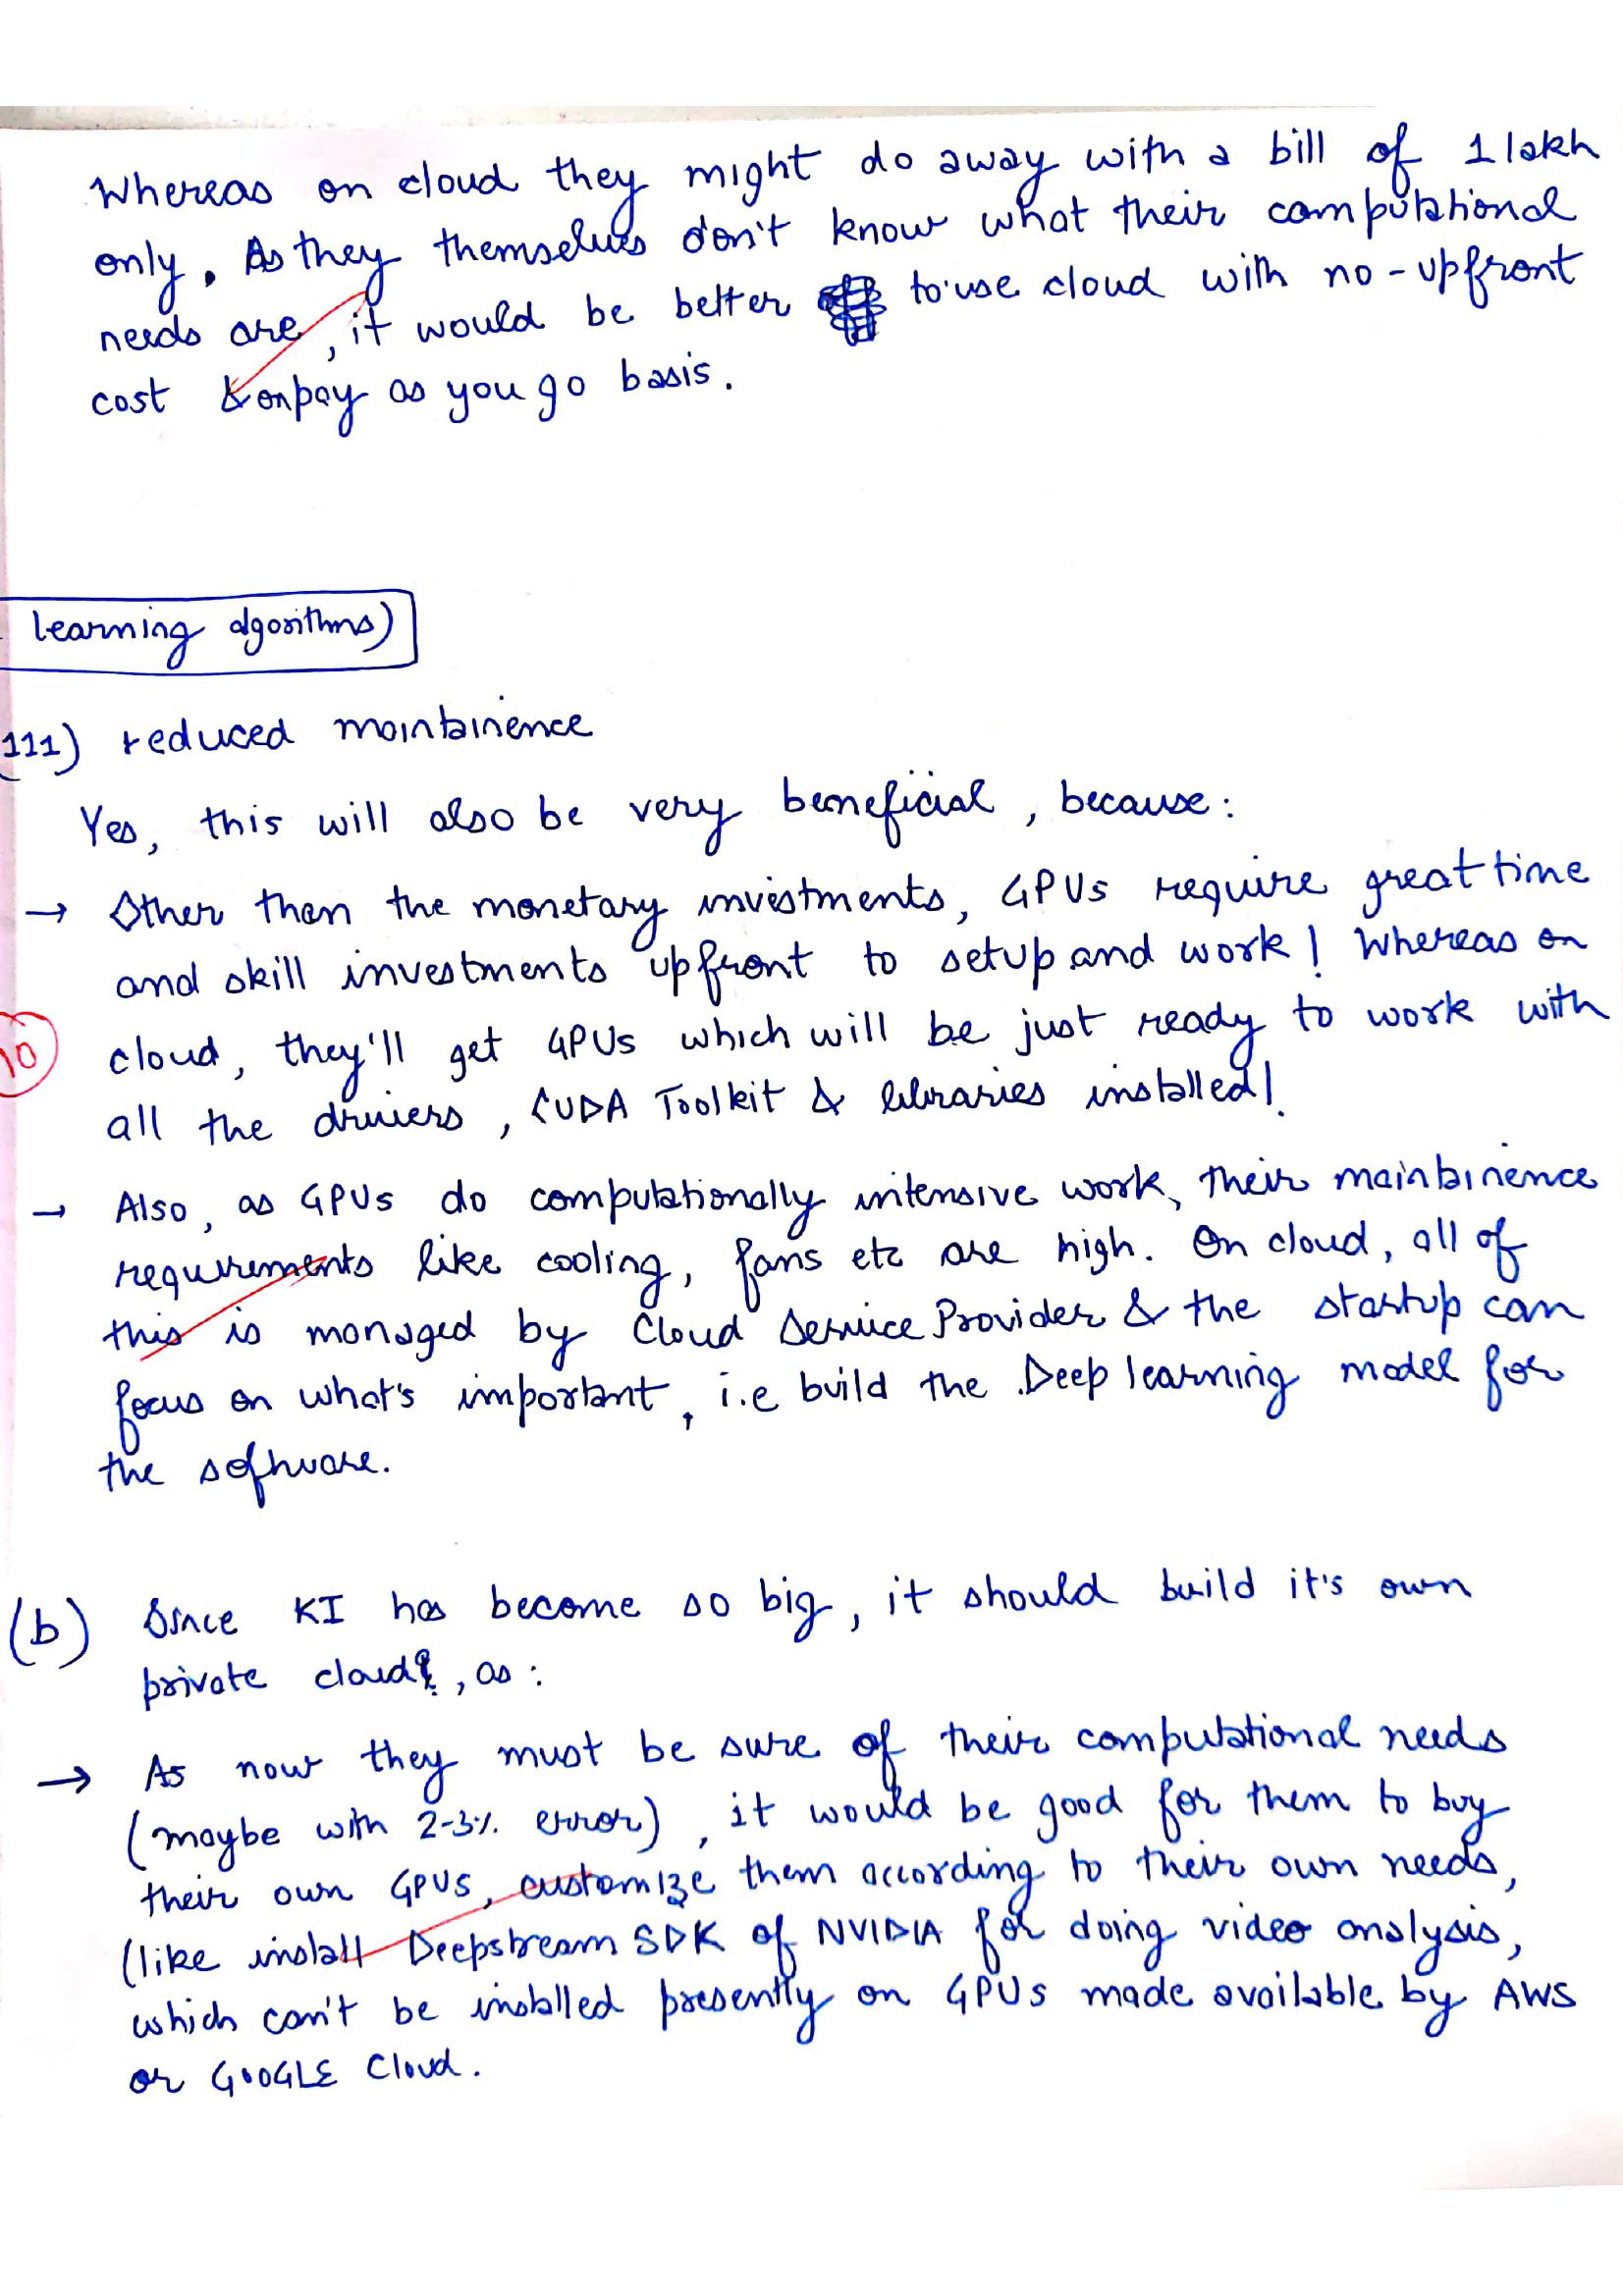 Whereas on cloud they might do away with a bill of 1 lakh
only. As they themselves don't know what their computational
needs are, it would be better to use cloud with no-upfront
cost & on pay as you go basis.
learning algorithms)
(111) reduced maintainence
Yes, this will also be very beneficial, because:
→ Other than the monetary investments, GPUs require great time
and skill investments upfront to setup and work! Whereas on
10
cloud, they'll get GPUs which will be just ready to work with
all the drivers, CUDA Toolkit & libraries installed!
→ Also, as GPUs do computationally intensive work, their maintainence
requirements like cooling, fans etc are high. On cloud, all of
this is managed by Cloud Service Provider & the startup can
focus on what's important, i.e build the Deep learning model for
the software.
(b) Since KI has become so big, it should build it's own
private cloud, as:
→ As now they must be sure of their computational needs
(maybe with 2-3% error), it would be good for them to buy
their own GPUs, customize them according to their own needs,
(like install Deepstream SDK of NVIDIA for doing video analysis,
which can't be installed presently on GPUs made available by AWS
or GOOGLE Cloud.